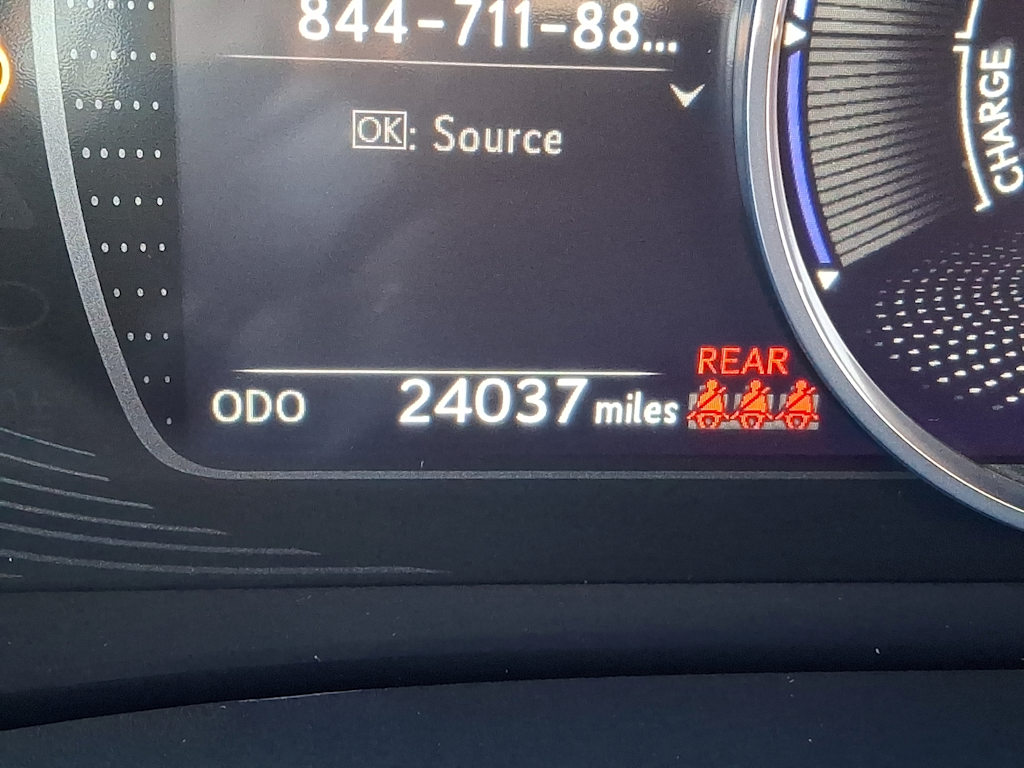 844-711-88...
OK: Source
CHARGE
REAR
ODO 24037 miles